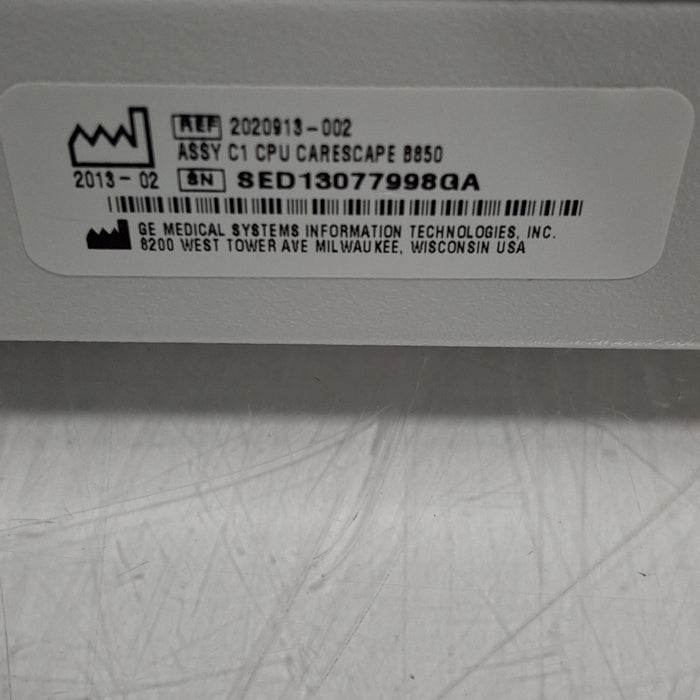 REF 2020913-002
ASSY C1 CPU CARESCAPE B850
2013-02 SN SED13077998GA
GE MEDICAL SYSTEMS INFORMATION TECHNOLOGIES, INC.
8200 WEST TOWER AVE MILWAUKEE, WISCONSIN USA